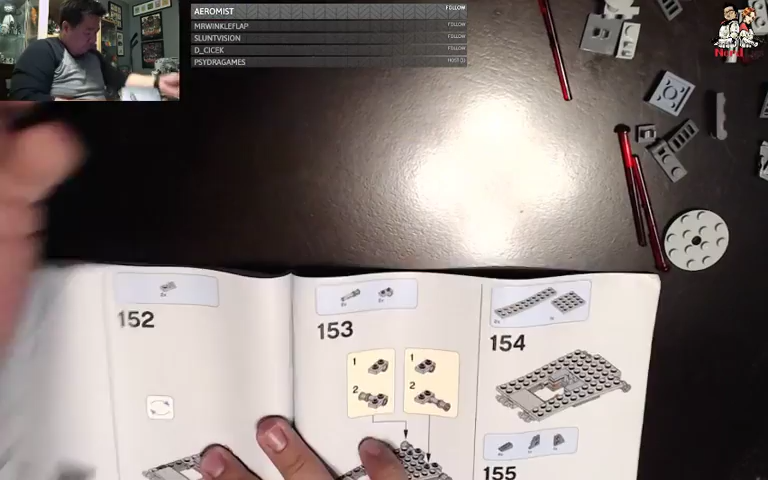 AEROMIST FOLLOW
MRWINKLEFLAP FOLLOW
SLUNTVISION FOLLOW
D_CICEK FOLLOW
PSYDRAGAMES
152
153
154
1
1
2
2
155